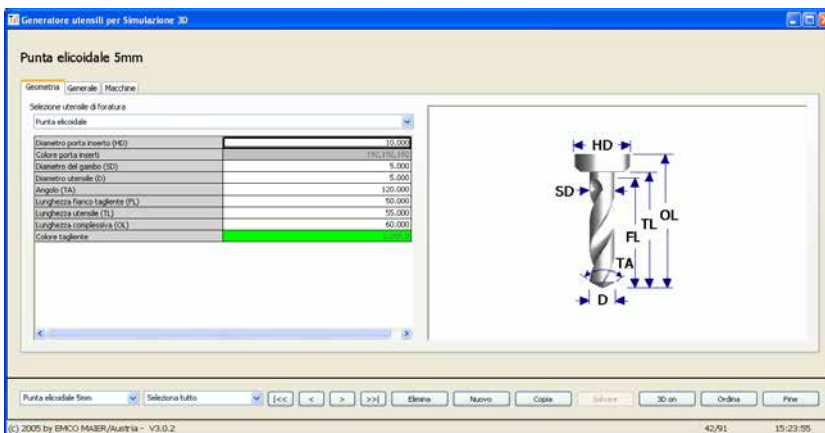 Generatore utensili per Simulazione 3D
Punta elicoidale 5mm
Geometria Generale Macchine
Selezione utensile di foratura
Punta elicoidale
Diametro porta inserto (HD) 10.000
Colore porta inserti 192,192,192
Diametro del gambo (SD) 5.000
Diametro utensile (D) 5.000
Angolo (TA) 120.000
Lunghezza fianco tagliente (FL) 50.000
Lunghezza utensile (TL) 55.000
Lunghezza complessiva (OL) 60.000
Colore tagliente
HD
SD
FL
TL
OL
TA
D
Punta elicoidale 5mm Seleziona tutto |<< < > >>| Elimina Nuovo Copia Salvare 3D on Ordina Fine
(c) 2005 by EMCO MAIER/Austria - V3.0.2 42/91 15:23:55